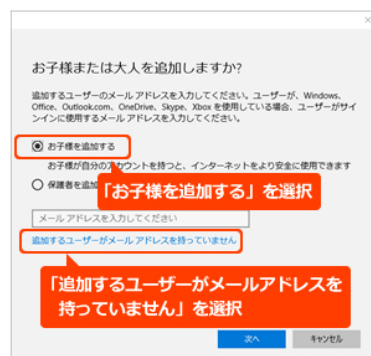 お子様または大人を追加しますか?
追加するユーザーのメール アドレスを入力してください。ユーザーが、Windows、
Office、Outlook.com、OneDrive、Skype、Xbox を使用している場合、ユーザーがサイ
ンインに使用するメール アドレスを入力してください。
お子様を追加する
お子様が自分のアカウントを持つと、インターネットをより安全に使用できます
保護者を追加
「お子様を追加する」を選択
メール アドレスを入力してください
追加するユーザーがメール アドレスを持っていません
「追加するユーザーがメールアドレスを
持っていません」を選択
次へ
キャンセル